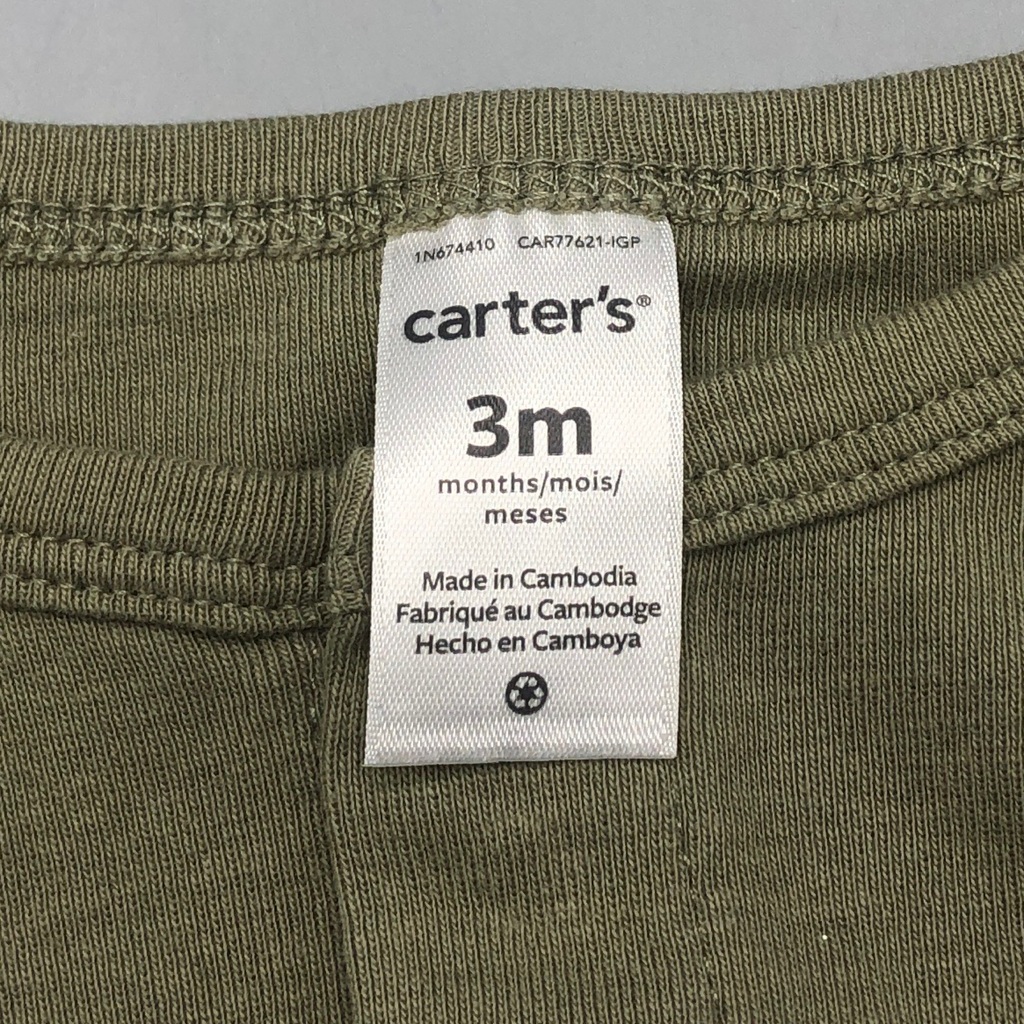 1N674410 CAR77621-IGP
carter's®
3m
months/mois/
meses
Made in Cambodia
Fabriqué au Cambodge
Hecho en Camboya